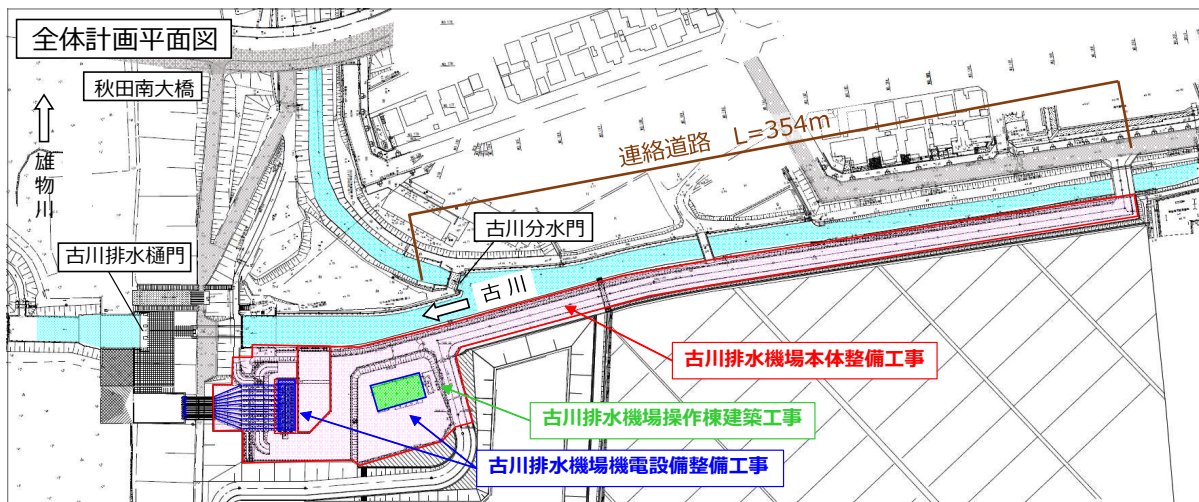 全体計画平面図
秋田南大橋
雄物川
連絡道路 L=354m
古川分水門
古川排水樋門
古川
古川排水機場本体整備工事
古川排水機場操作棟建築工事
古川排水機場機電設備整備工事